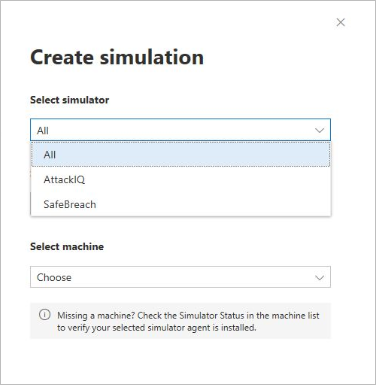 Create simulation
Select simulator
All
All
AttackIQ
SafeBreach
Select machine
Choose
Missing a machine? Check the Simulator Status in the machine list
to verify your selected simulator agent is installed.